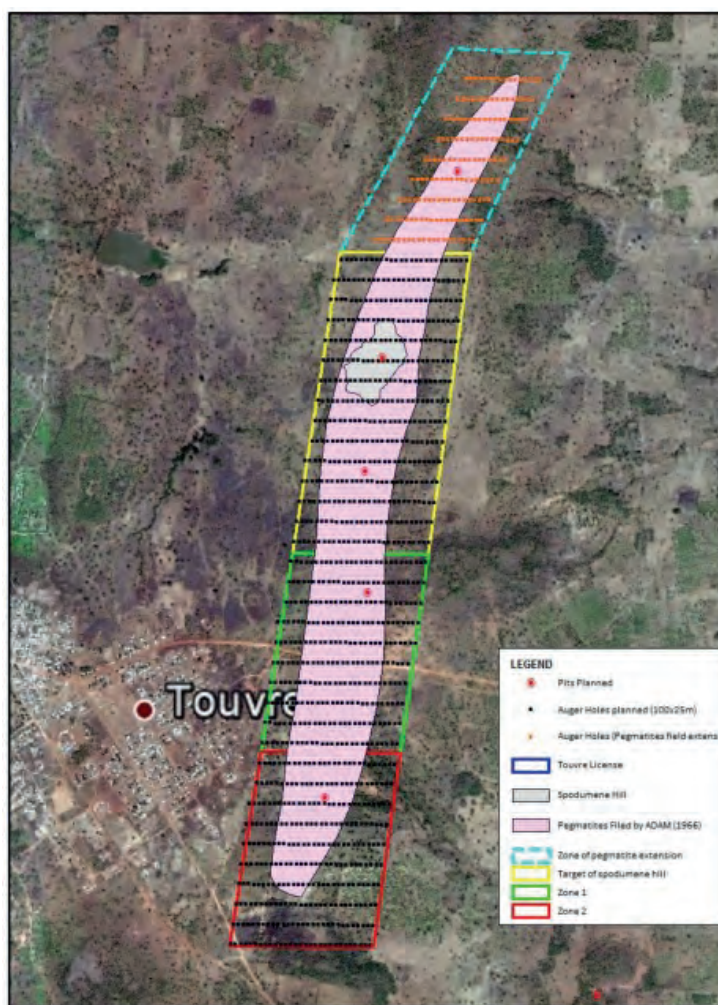 Touvre
LEGEND
Pits Planned
Auger Holes planned (100x25m)
Auger Holes (Pegmatites field extens
Touvre License
Spodumene Hill
Pegmatites Filed by ADAM (1966)
Zone of pegmatite extension
Target of spodumene hill
Zone 1
Zone 2